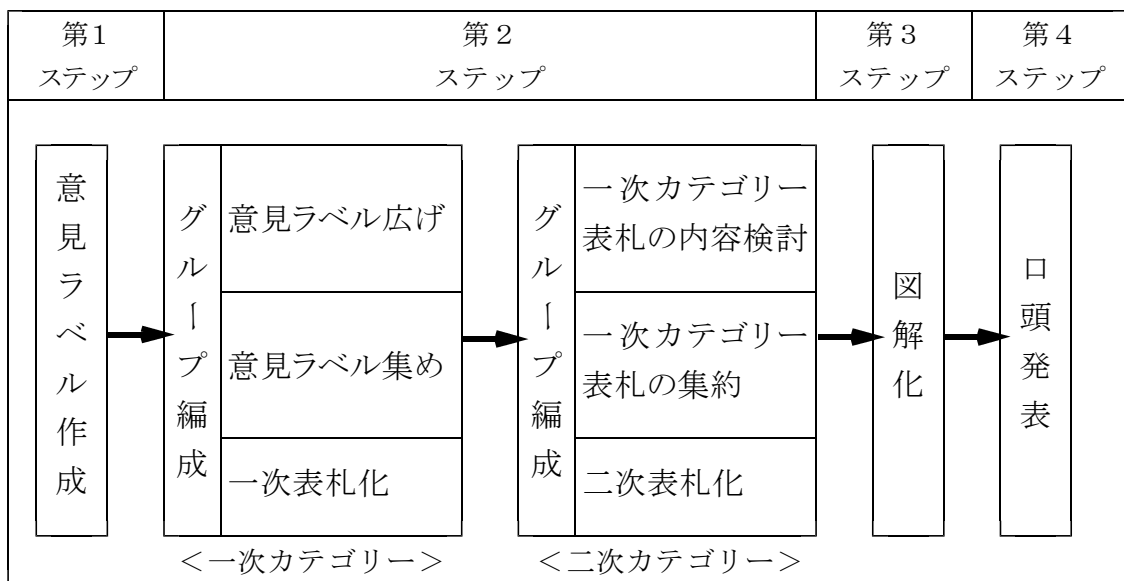 第1
ステップ
第２
ステップ
第３
ステップ
第４
ステップ
意見ラベル作成
グループ編成
意見ラベル広げ
意見ラベル集め
一次表札化
＜一次カテゴリー＞
グループ編成
一次カテゴリー
表札の内容検討
一次カテゴリー
表札の集約
二次表札化
＜二次カテゴリー＞
図解化
口頭発表